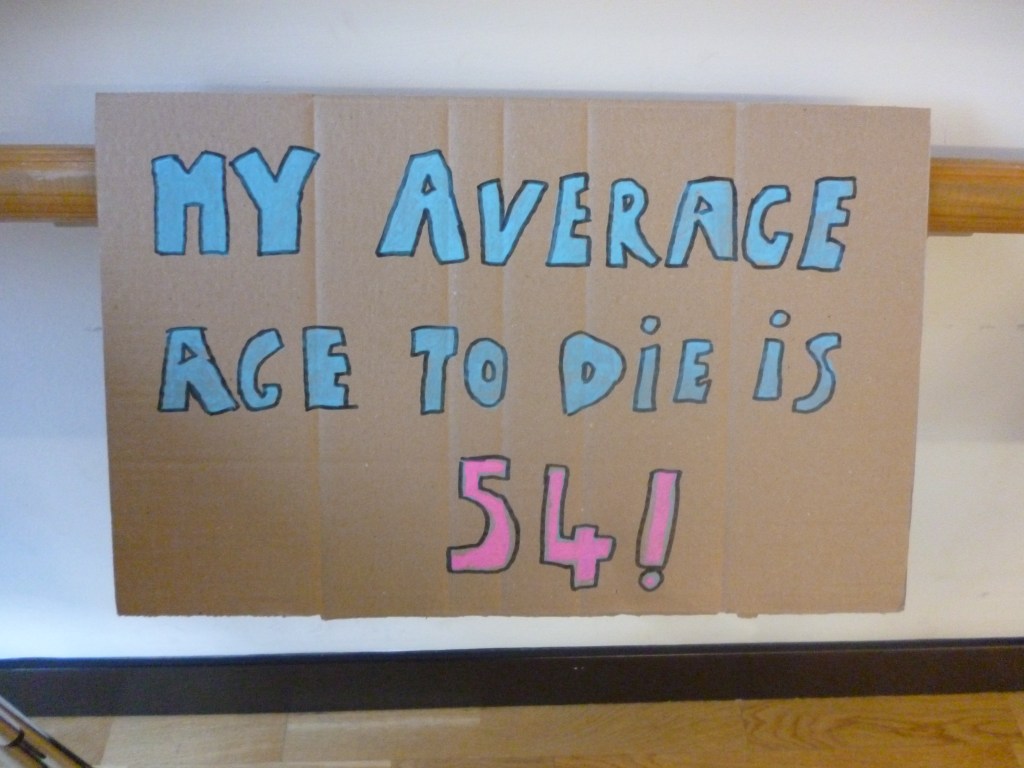 MY AVERAGE
AGE TO DiE iS
54!